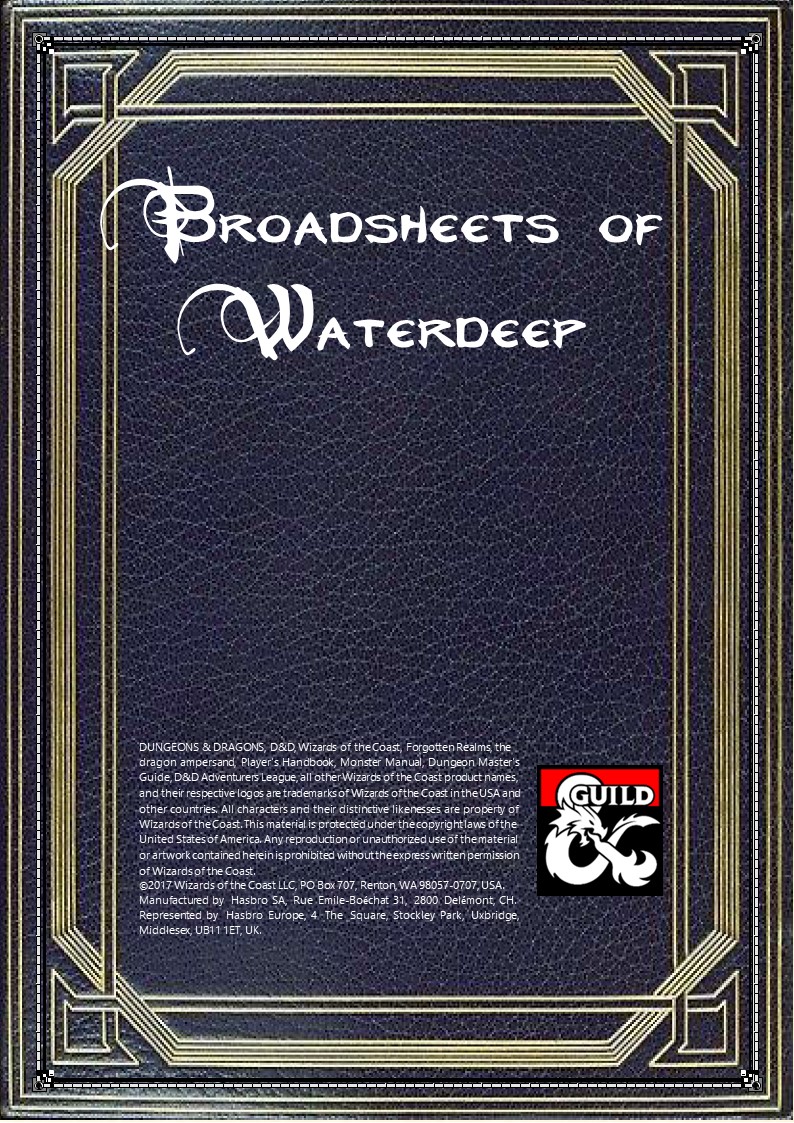 BROADSHEETS OF
WATERDEEP
DUNGEONS & DRAGONS, D&D, Wizards of the Coast, Forgotten Realms, the
dragon ampersand, Player's Handbook, Monster Manual, Dungeon Master's
Guide, D&D Adventurers League, all other Wizards of the Coast product names,
and their respective logos are trademarks of Wizards of the Coast in the USA and
other countries. All characters and their distinctive likenesses are property of
Wizards of the Coast. This material is protected under the copyright laws of the
United States of America. Any reproduction or unauthorized use of the material
or artwork contained herein is prohibited without the express written permission
of Wizards of the Coast.
©2017 Wizards of the Coast LLC, PO Box 707, Renton, WA 98057-0707, USA.
Manufactured by Hasbro SA, Rue Emile-Boéchat 31, 2800 Delémont, CH.
Represented by Hasbro Europe, 4 The Square, Stockley Park, Uxbridge,
Middlesex, UB11 1ET, UK.
GUILD